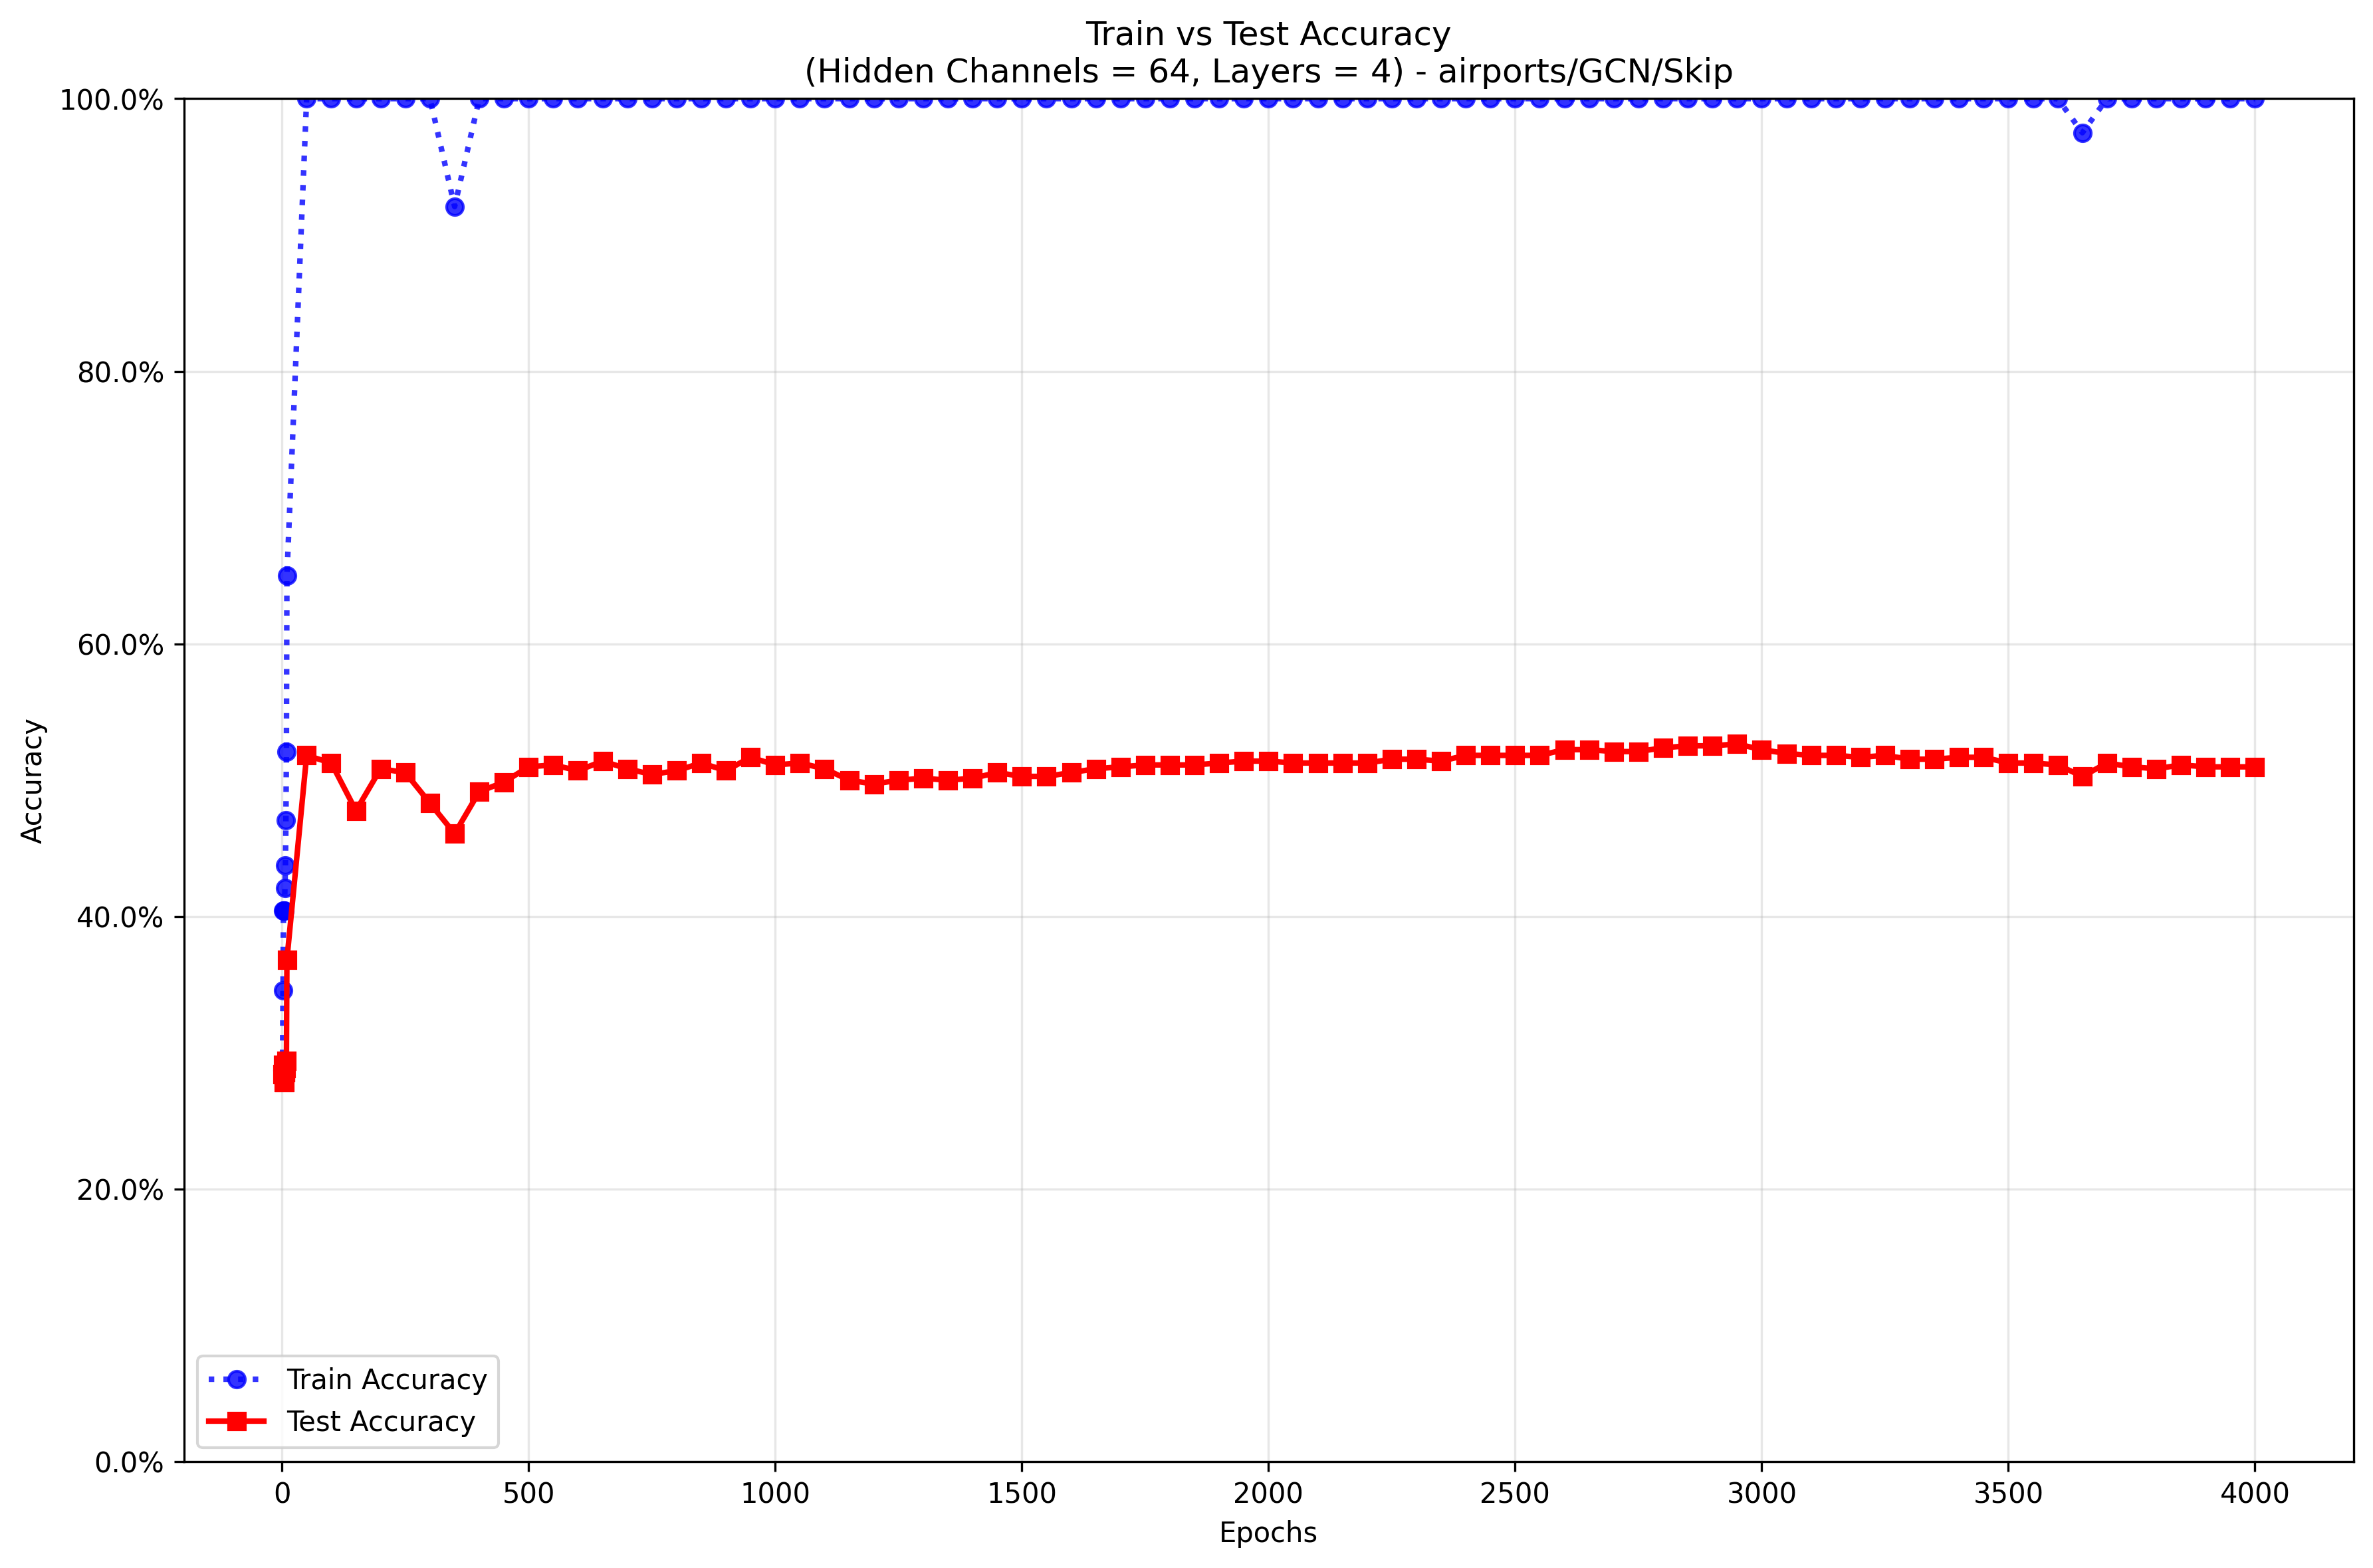 Train vs Test Accuracy
(Hidden Channels = 64, Layers = 4) - airports/GCN/Skip
100.0%
80.0%
60.0%
40.0%
20.0%
0.0%
Accuracy
Train Accuracy
Test Accuracy
0 500 1000 1500 2000 2500 3000 3500 4000
Epochs